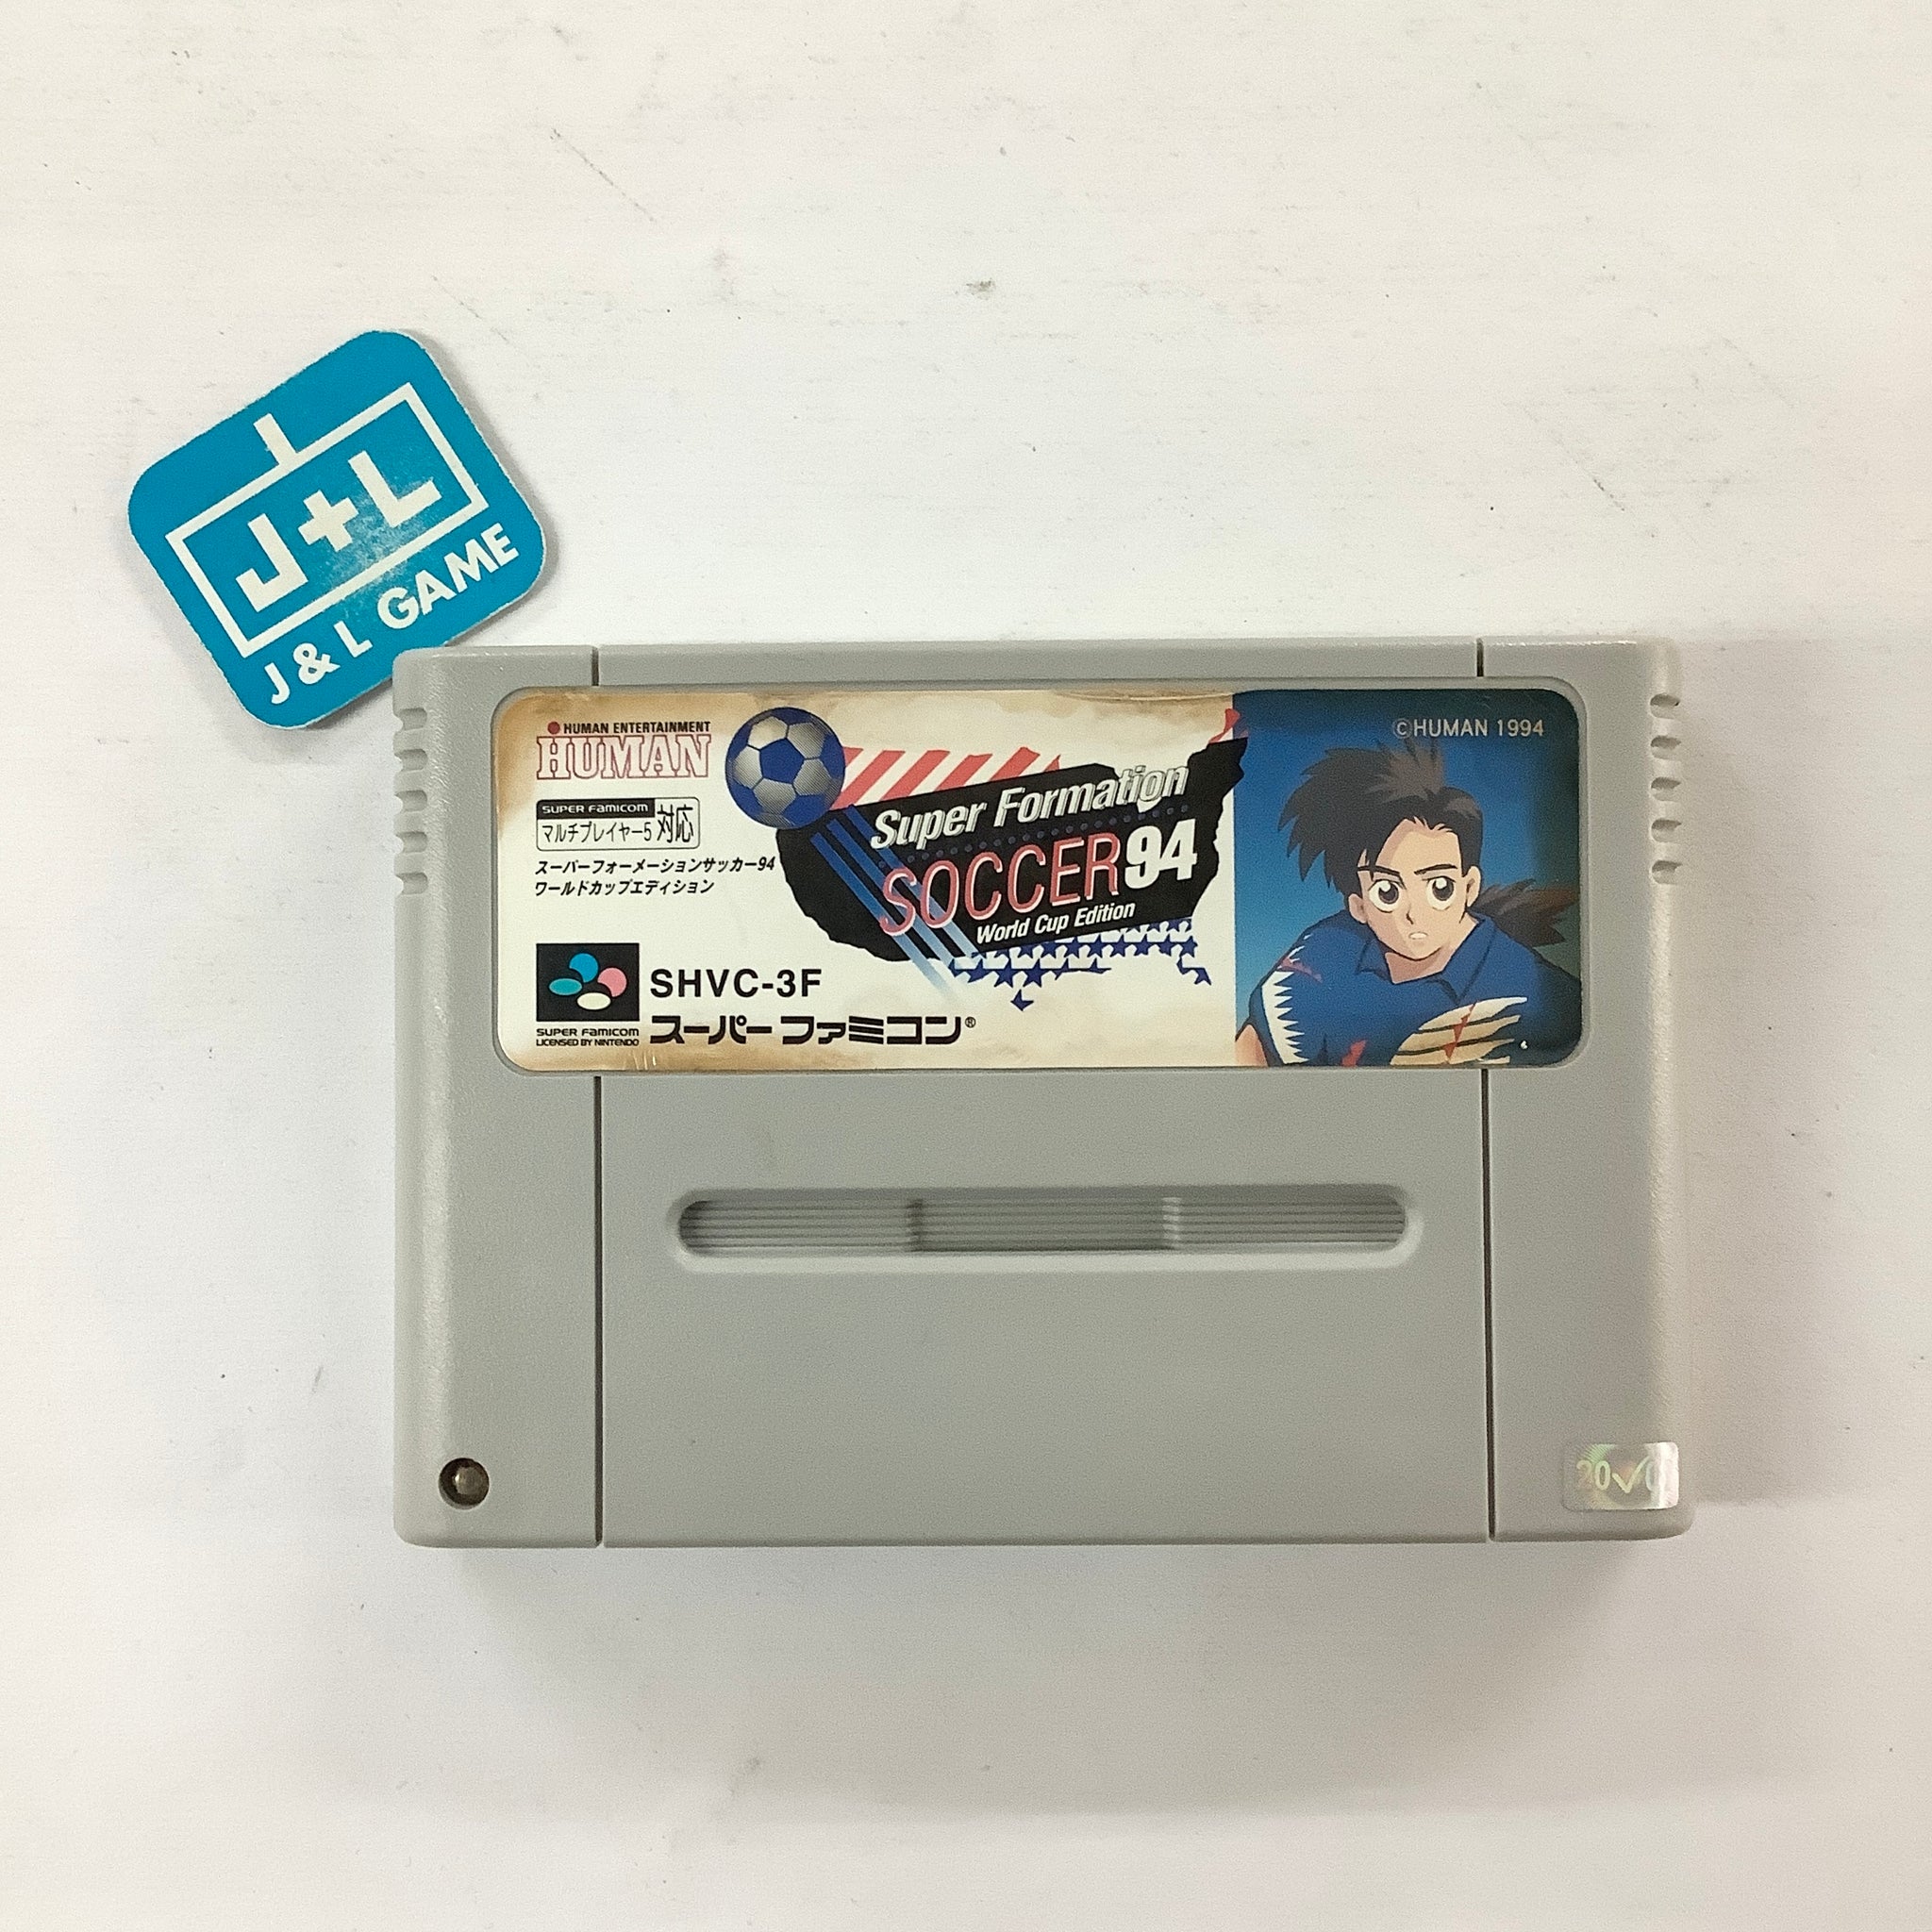 J+L
J & L GAME
HUMAN ENTERTAINMENT
HUMAN
SUPER FAMICOM
マルチプレイヤー5 対応
スーパーフォーメーションサッカー94
ワールドカップエディション
Super Formation
SOCCER 94
World Cup Edition
©HUMAN 1994
SHVC-3F
SUPER FAMICOM
LICENSED BY NINTENDO
スーパーファミコン®
20